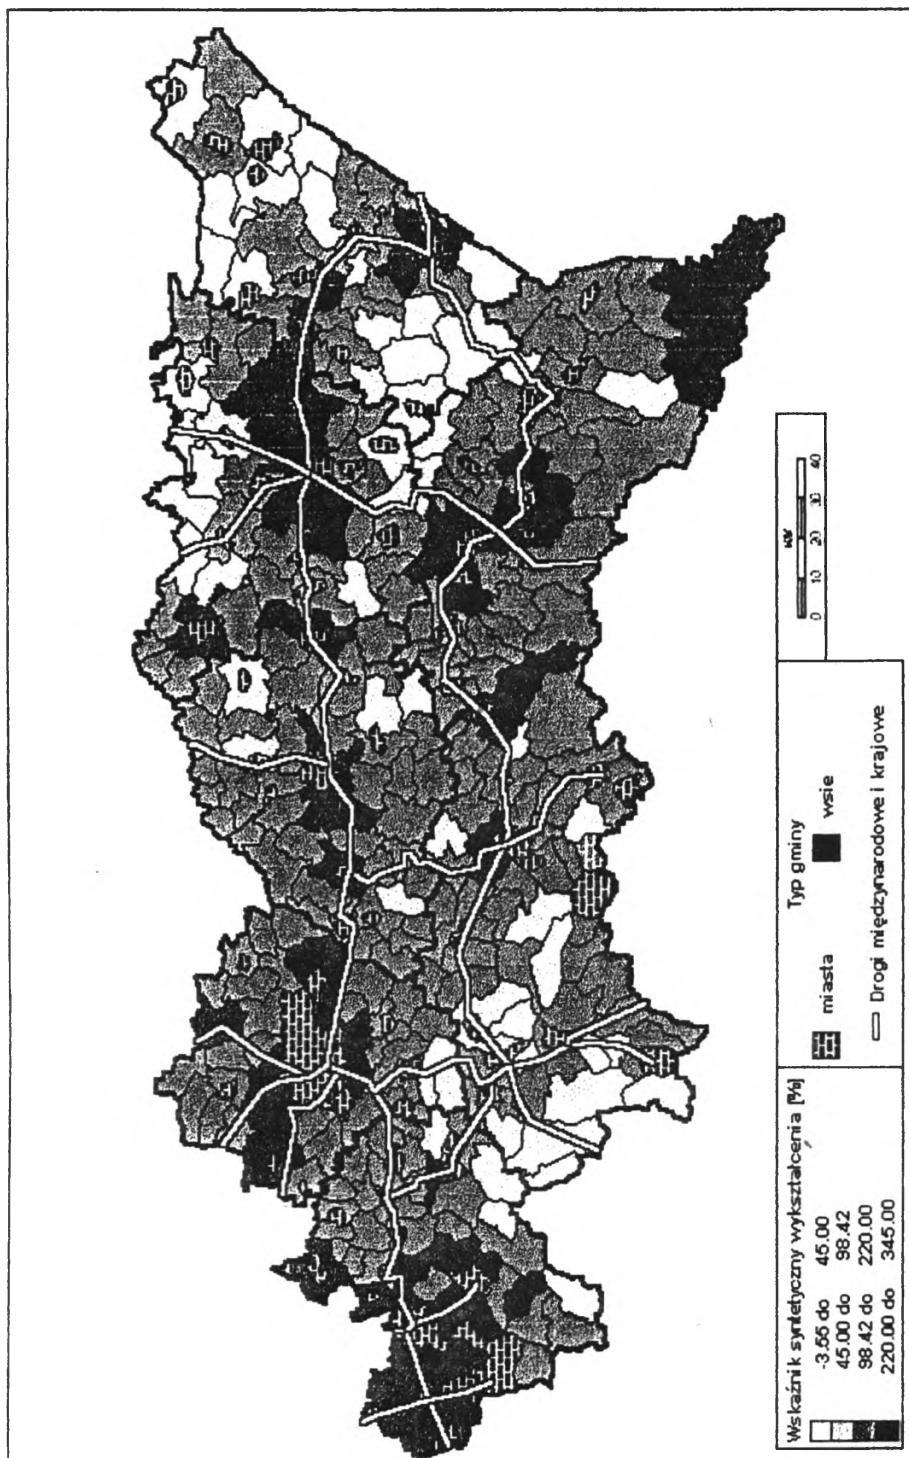 Wskaźnik syntetyczny wykształcenia [%]
-3.55 do 45.00
45.00 do 98.42
98.42 do 220.00
220.00 do 345.00
Typ gminy
miasta
wsie
Drogi międzynarodowe i krajowe
KM
0 10 20 30 40